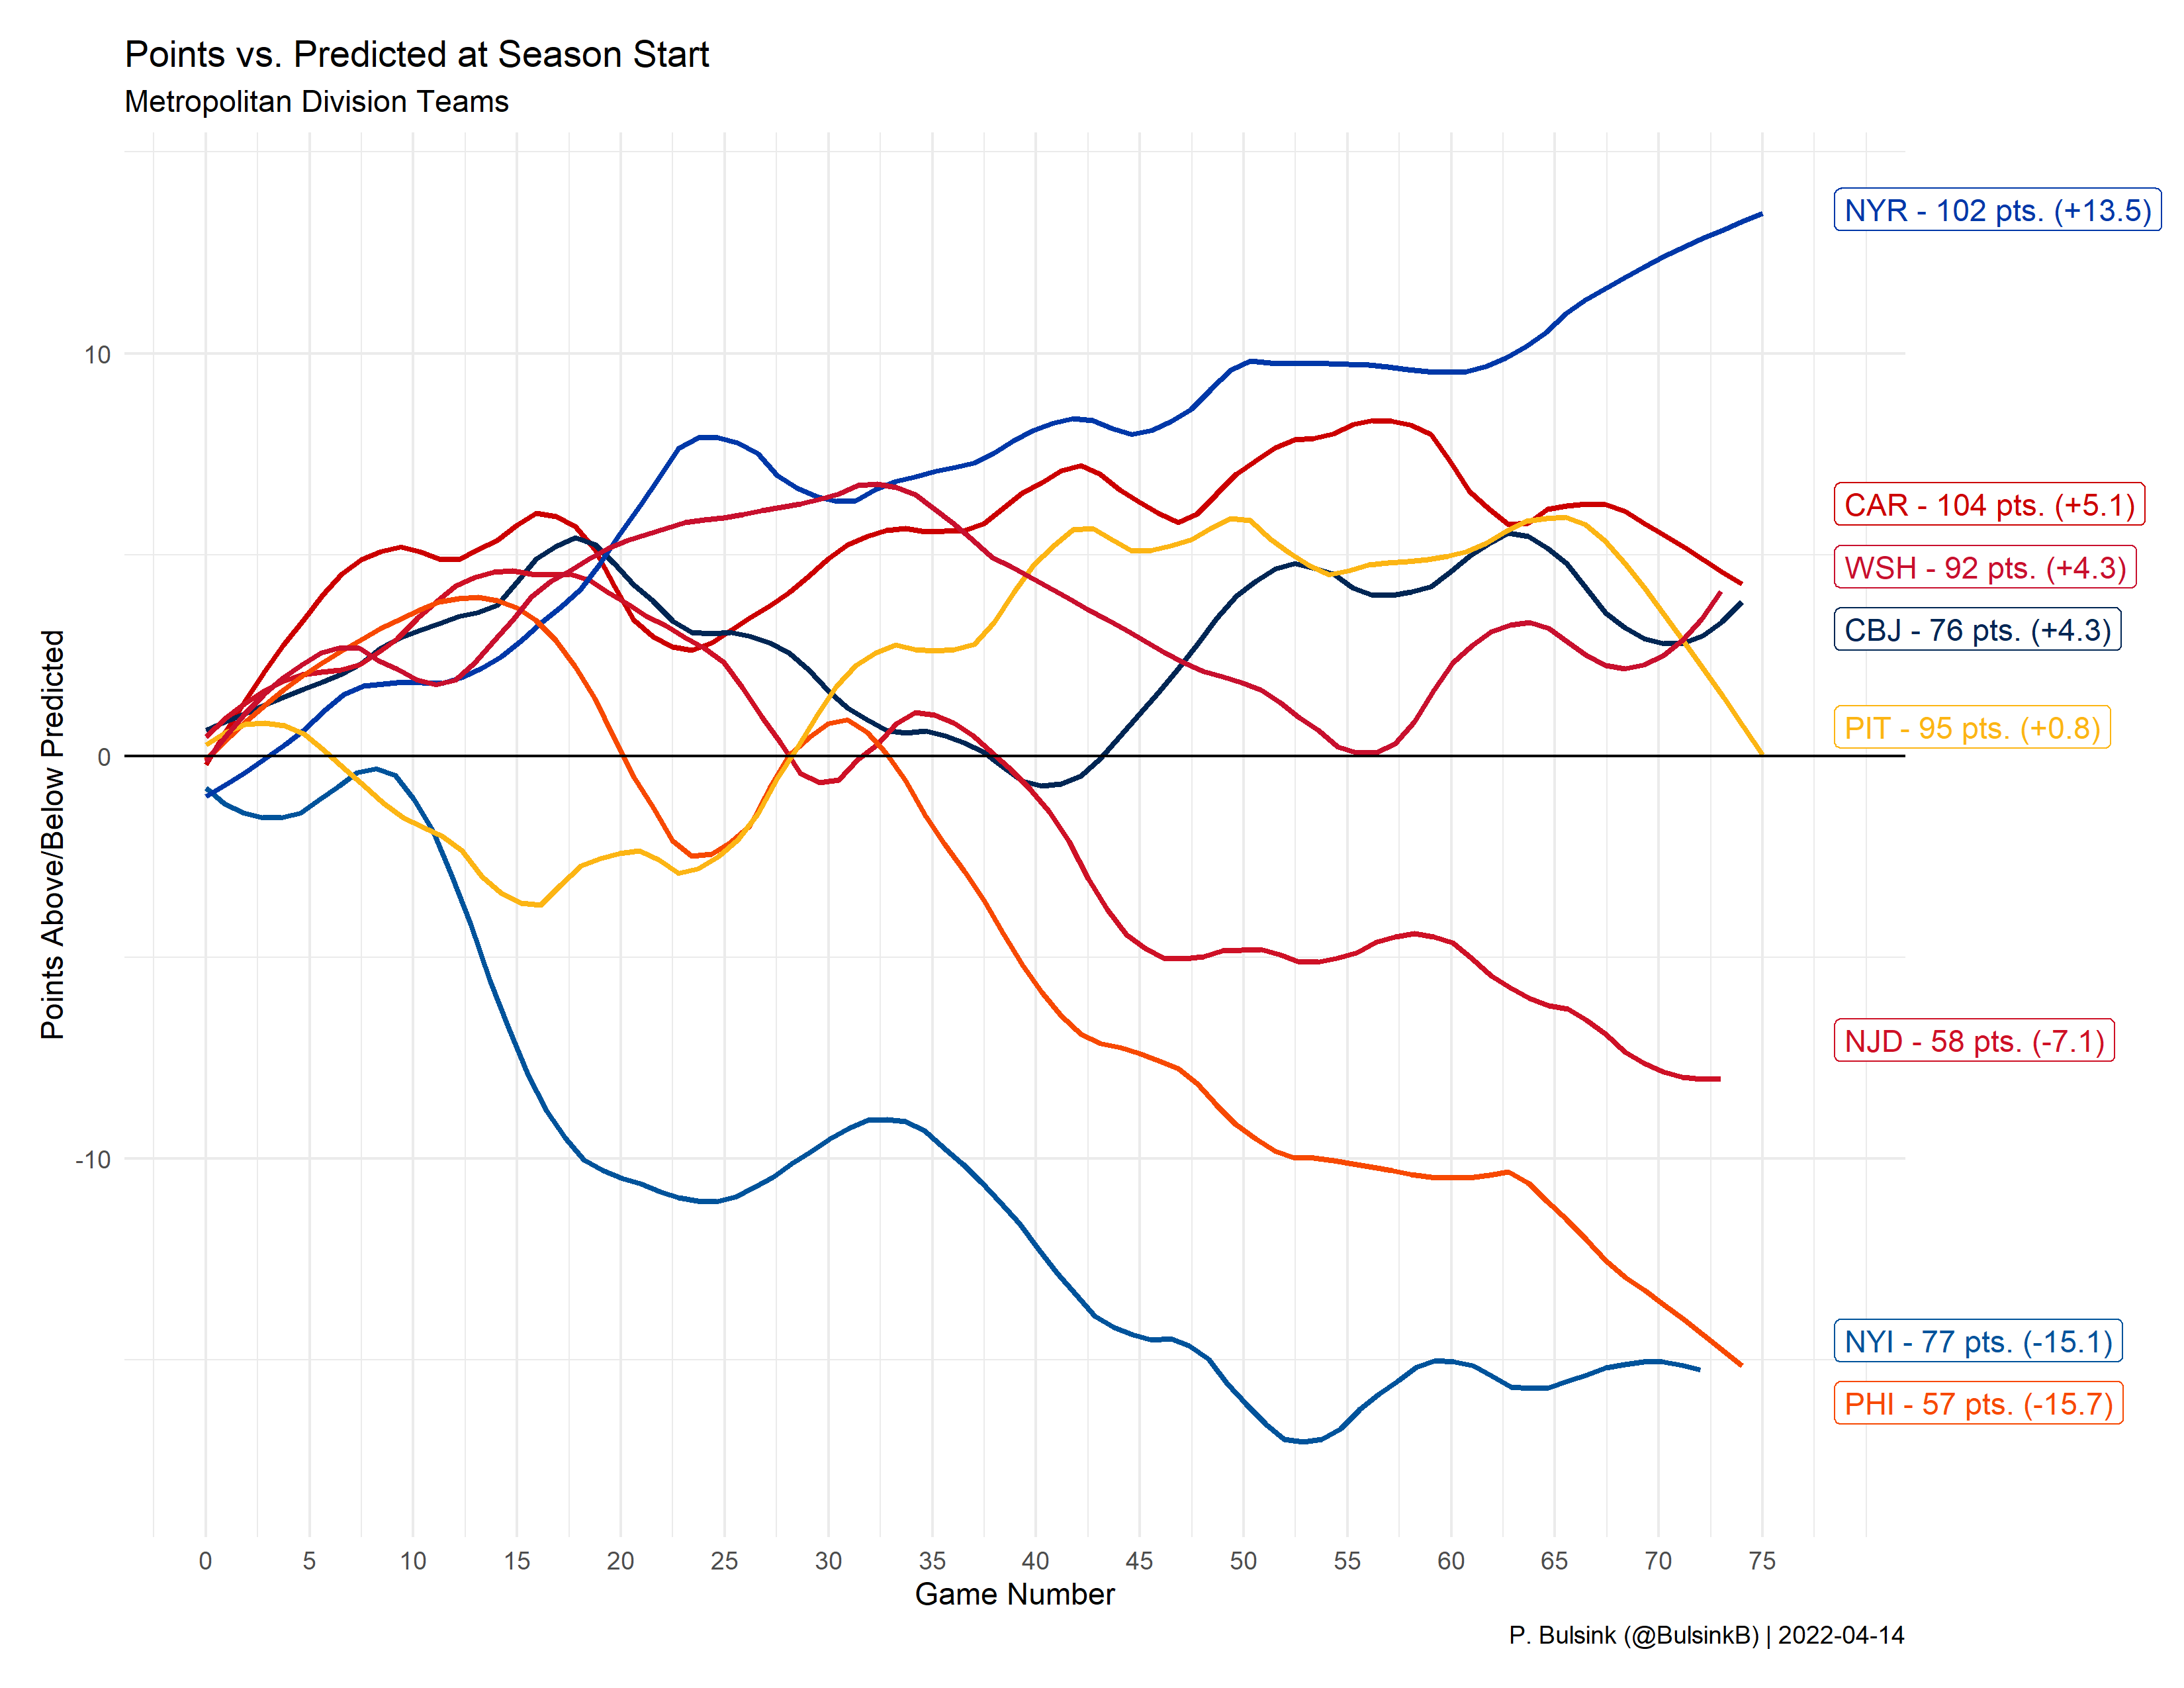 Points vs. Predicted at Season Start
Metropolitan Division Teams
NYR - 102 pts. (+13.5)
10
CAR - 104 pts. (+5.1)
WSH - 92 pts. (+4.3)
CBJ - 76 pts. (+4.3)
PIT - 95 pts. (+0.8)
0
Points Above/Below Predicted
NJD - 58 pts. (-7.1)
-10
NYI - 77 pts. (-15.1)
PHI - 57 pts. (-15.7)
0 5 10 15 20 25 30 35 40 45 50 55 60 65 70 75
Game Number
P. Bulsink (@BulsinkB) | 2022-04-14